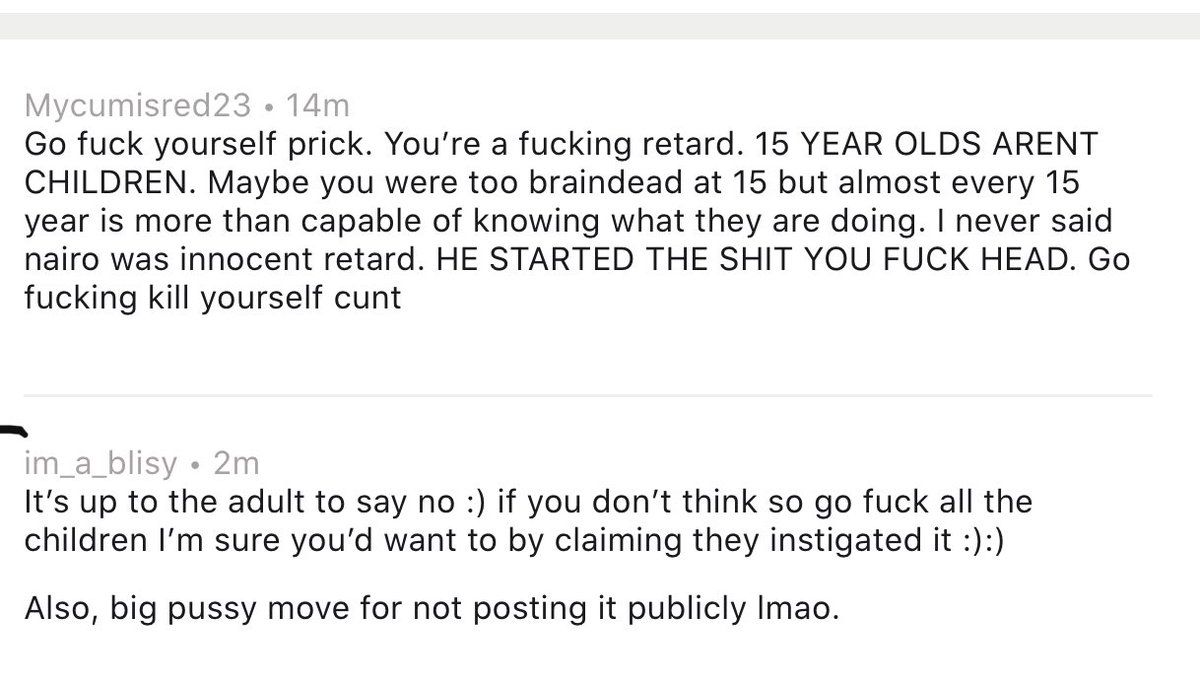 Mycumisred23 • 14m
Go fuck yourself prick. You’re a fucking retard. 15 YEAR OLDS ARENT
CHILDREN. Maybe you were too braindead at 15 but almost every 15
year is more than capable of knowing what they are doing. I never said
nairo was innocent retard. HE STARTED THE SHIT YOU FUCK HEAD. Go
fucking kill yourself cunt
im_a_blisy • 2m
It’s up to the adult to say no :) if you don’t think so go fuck all the
children I’m sure you’d want to by claiming they instigated it :):)
Also, big pussy move for not posting it publicly lmao.